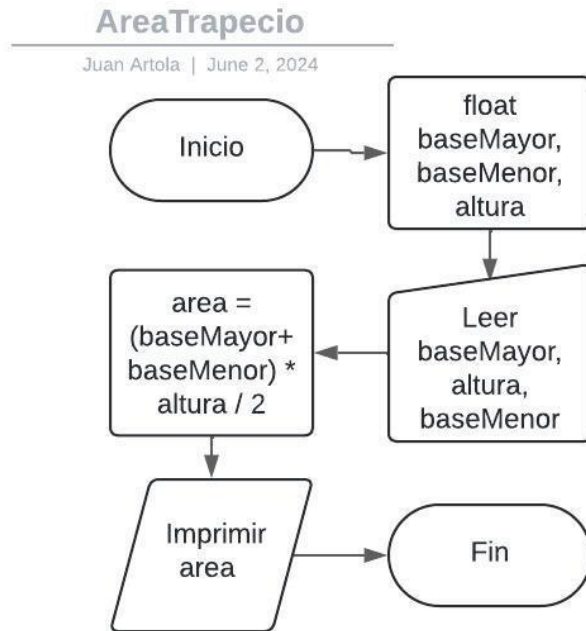 AreaTrapecio
Juan Artola | June 2, 2024
Inicio
float
baseMayor,
baseMenor,
altura
Leer
baseMayor,
altura,
baseMenor
area =
(baseMayor+
baseMenor) *
altura / 2
Imprimir
area
Fin